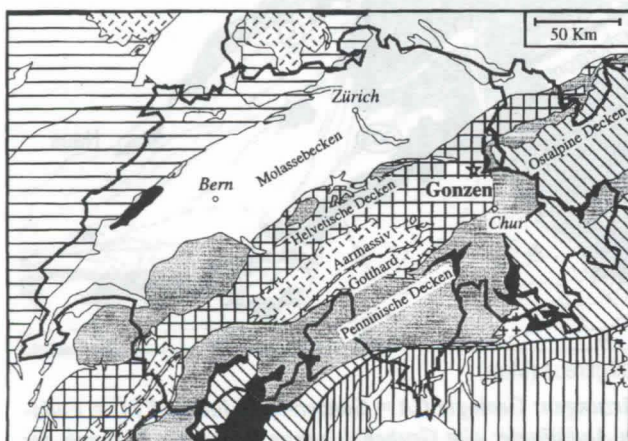 50 Km
Zürich
Ostalpine Decken
Molassebecken
Bern
Gonzen
Helvetische Decken
Chur
Aarmassiv
Gotthard
Penninische Decken